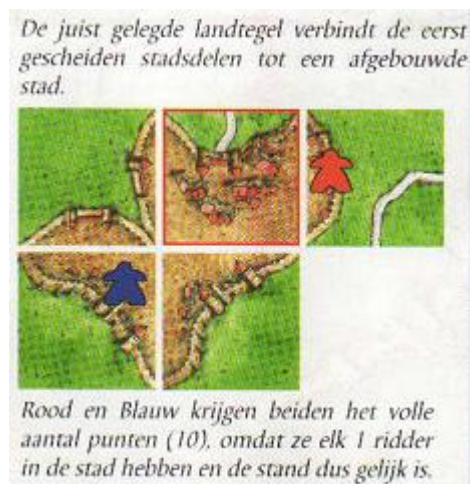 De juist gelegde landtegel verbindt de eerst
gescheiden stadsdelen tot een afgebouwde
stad.
Rood en Blauw krijgen beiden het volle
aantal punten (10), omdat ze elk 1 ridder
in de stad hebben en de stand dus gelijk is.